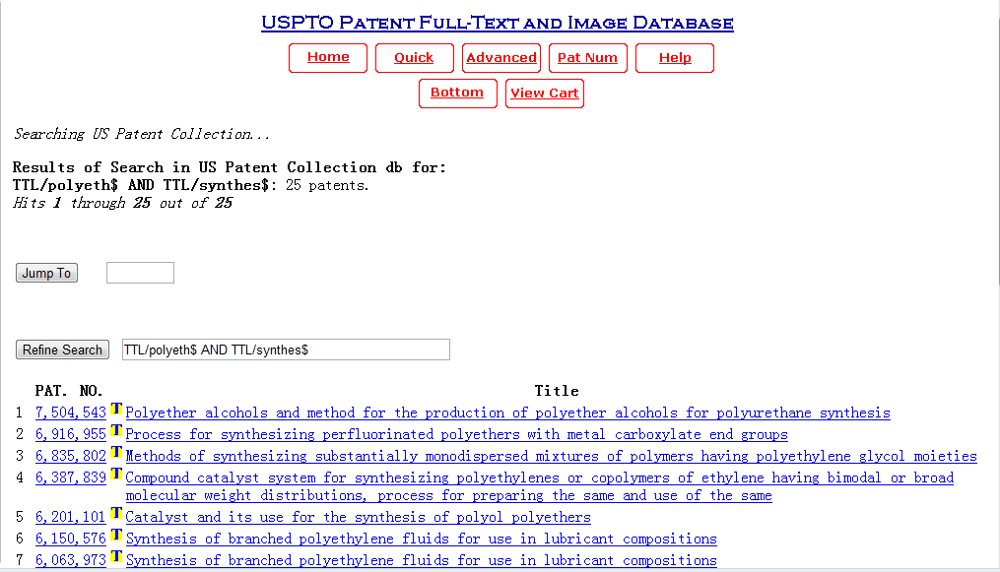 USPTO PATENT FULL-TEXT AND IMAGE DATABASE
Home Quick Advanced Pat Num Help
Bottom View Cart
Searching US Patent Collection...
Results of Search in US Patent Collection db for:
TTL/polyeth$ AND TTL/synthes$: 25 patents.
Hits 1 through 25 out of 25
Jump To
Refine Search TTL/polyeth$ AND TTL/synthes$
PAT. NO. Title
1 7,504,543 T Polyether alcohols and method for the production of polyether alcohols for polyurethane synthesis
2 6,916,955 T Process for synthesizing perfluorinated polyethers with metal carboxylate end groups
3 6,835,802 T Methods of synthesizing substantially monodispersed mixtures of polymers having polyethylene glycol moieties
4 6,387,839 T Compound catalyst system for synthesizing polyethylenes or copolymers of ethylene having bimodal or broad
molecular weight distributions, process for preparing the same and use of the same
5 6,201,101 T Catalyst and its use for the synthesis of polyol polyethers
6 6,150,576 T Synthesis of branched polyethylene fluids for use in lubricant compositions
7 6,063,973 T Synthesis of branched polyethylene fluids for use in lubricant compositions